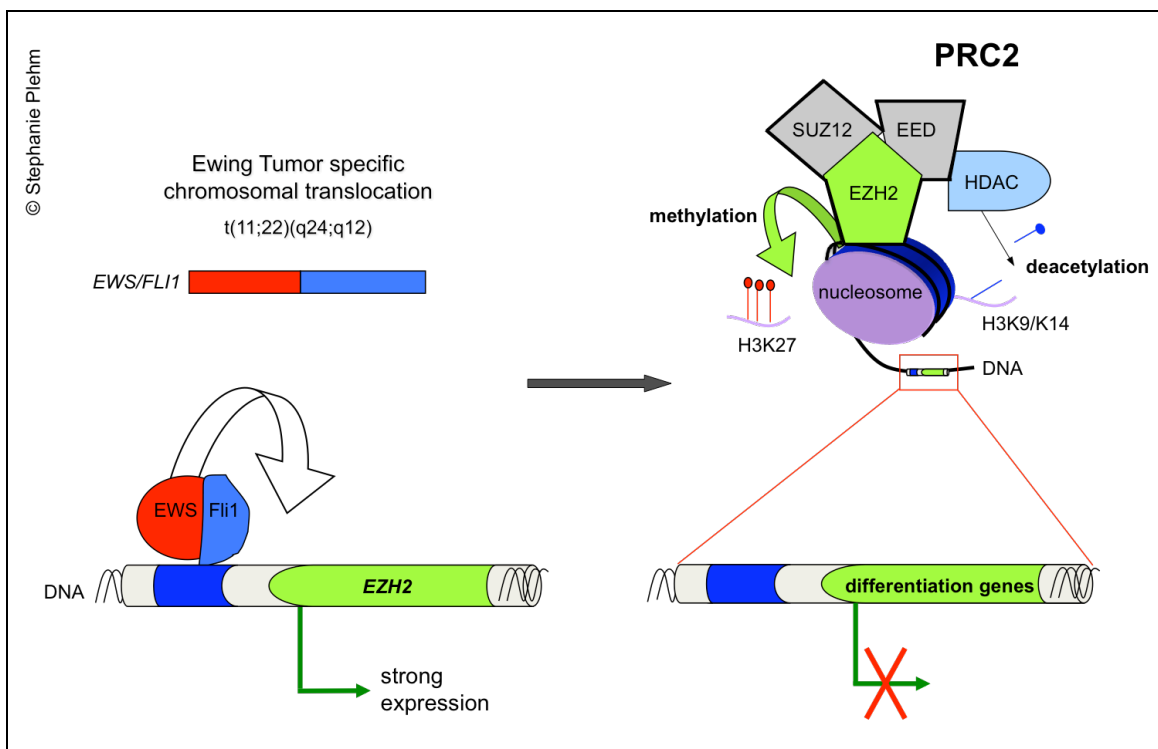 © Stephanie Plehm
Ewing Tumor specific
chromosomal translocation
t(11;22)(q24;q12)
EWS/FLI1
EWS
Fli1
DNA
EZH2
strong
expression
PRC2
SUZ12
EED
EZH2
HDAC
methylation
deacetylation
nucleosome
H3K27
H3K9/K14
DNA
differentiation genes